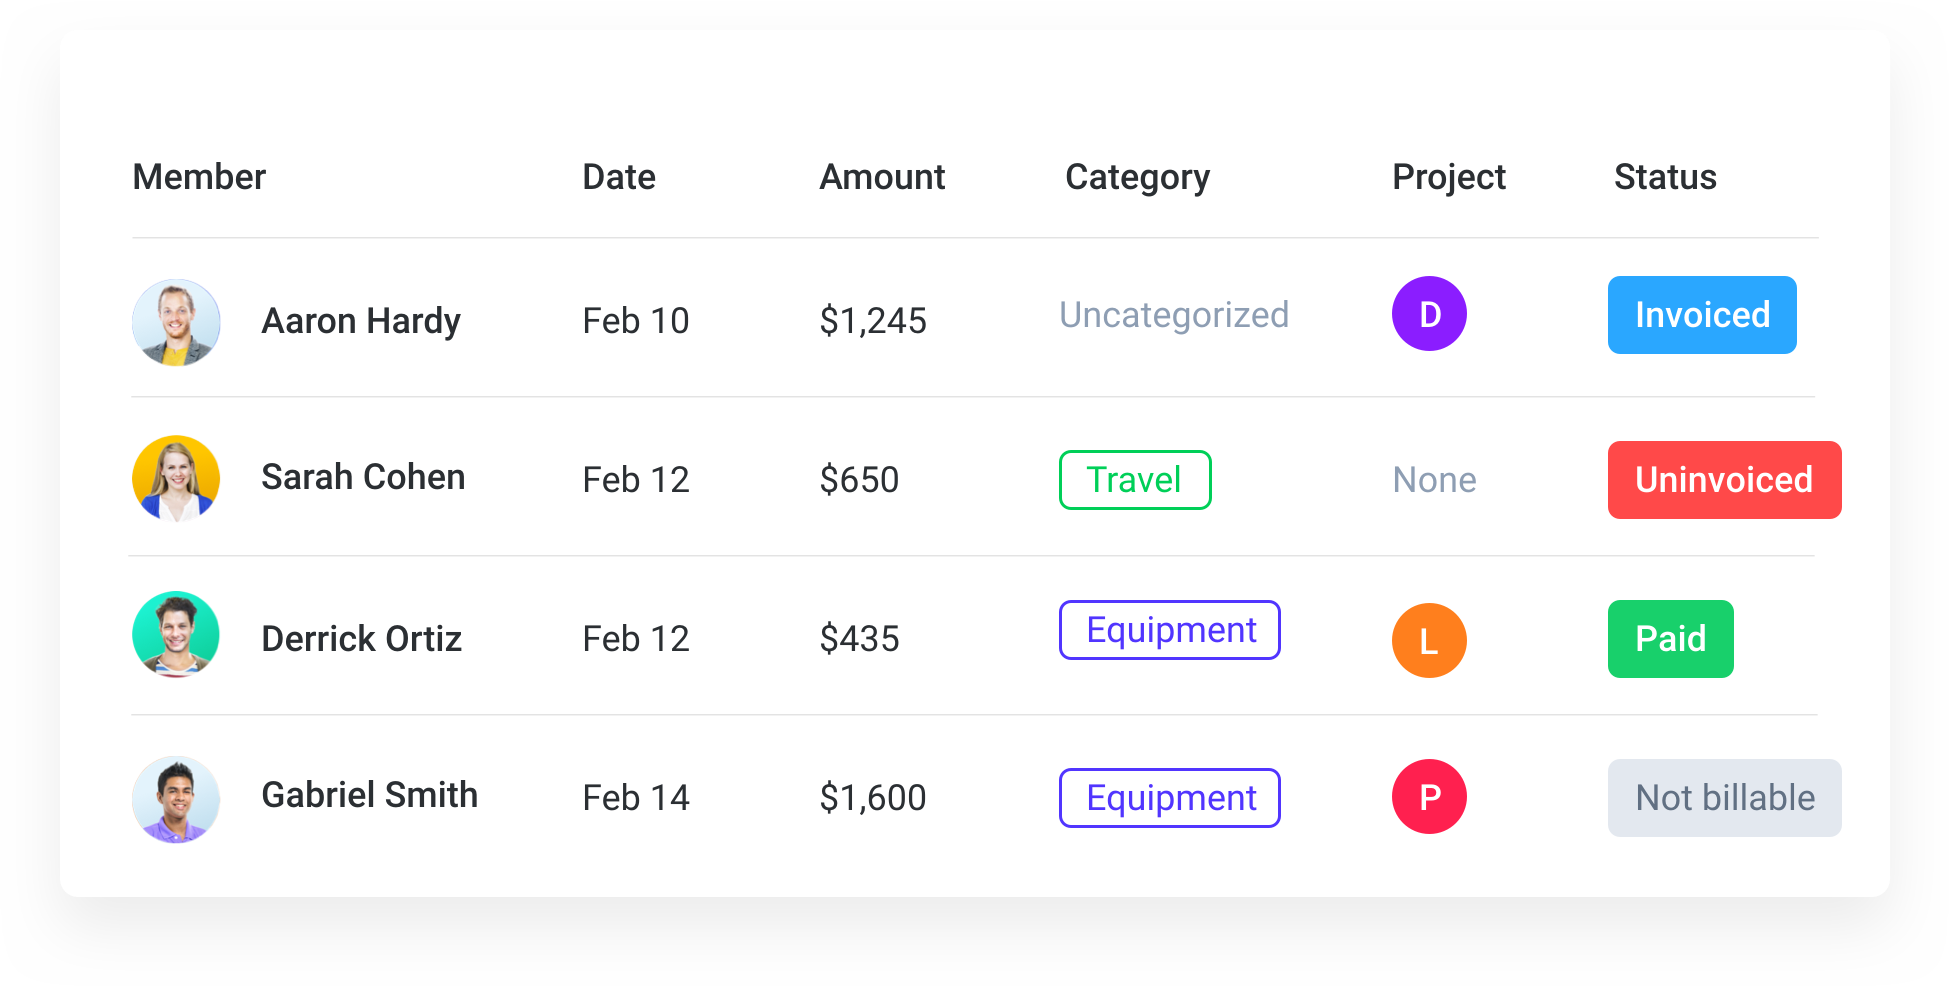 Member Date Amount Category Project Status
Aaron Hardy Feb 10 $1,245 Uncategorized D Invoiced
Sarah Cohen Feb 12 $650 Travel None Uninvoiced
Derrick Ortiz Feb 12 $435 Equipment L Paid
Gabriel Smith Feb 14 $1,600 Equipment P Not billable